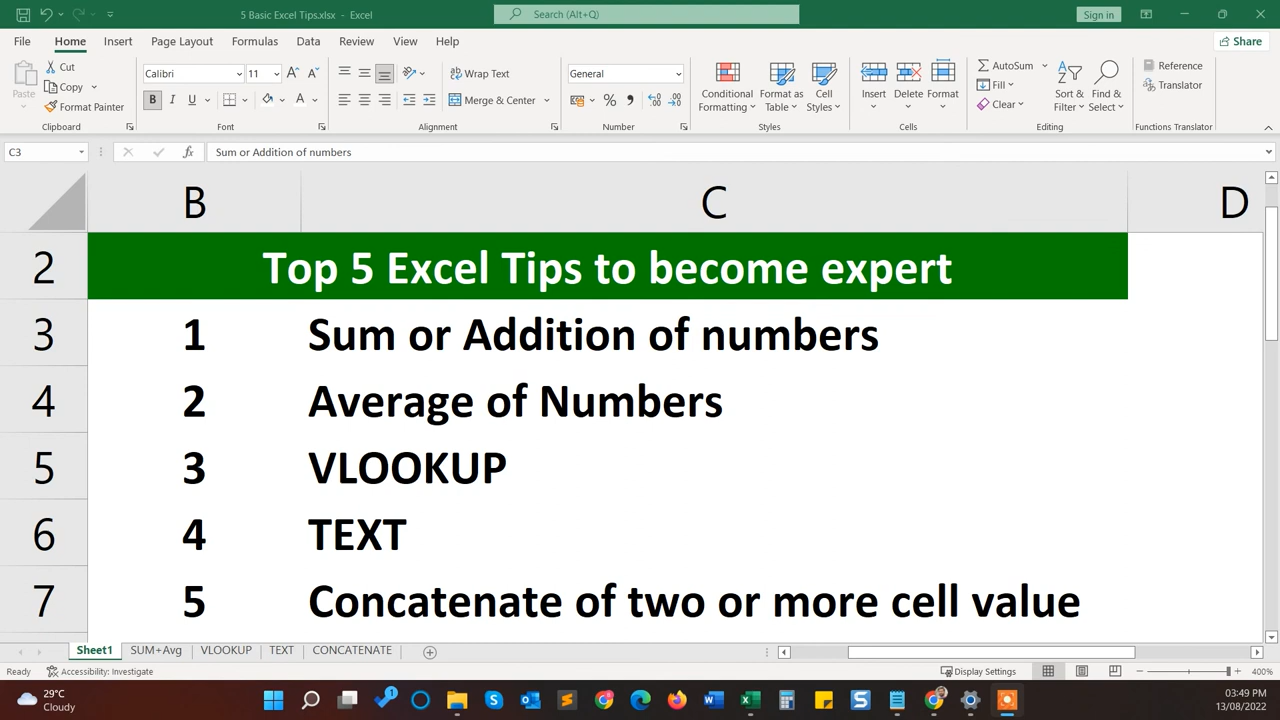 5 Basic Excel Tips.xlsx - Excel
Search (Alt+Q)
Sign in
File Home Insert Page Layout Formulas Data Review View Help
Share
Paste
Cut
Copy
Format Painter
Clipboard
Calibri 11
B I U
Font
Wrap Text
Merge & Center
Alignment
General
Number
Conditional Formatting
Format as Table
Cell Styles
Styles
Insert Delete Format
Cells
AutoSum
Fill
Clear
Sort & Filter
Find & Select
Editing
Reference
Translator
Functions Translator
C3 fx Sum or Addition of numbers
B C D
2 Top 5 Excel Tips to become expert
3 1 Sum or Addition of numbers
4 2 Average of Numbers
5 3 VLOOKUP
6 4 TEXT
7 5 Concatenate of two or more cell value
Sheet1 SUM+Avg VLOOKUP TEXT CONCATENATE
Ready Accessibility: Investigate Display Settings 400%
29°C
Cloudy
1
03:49 PM
13/08/2022